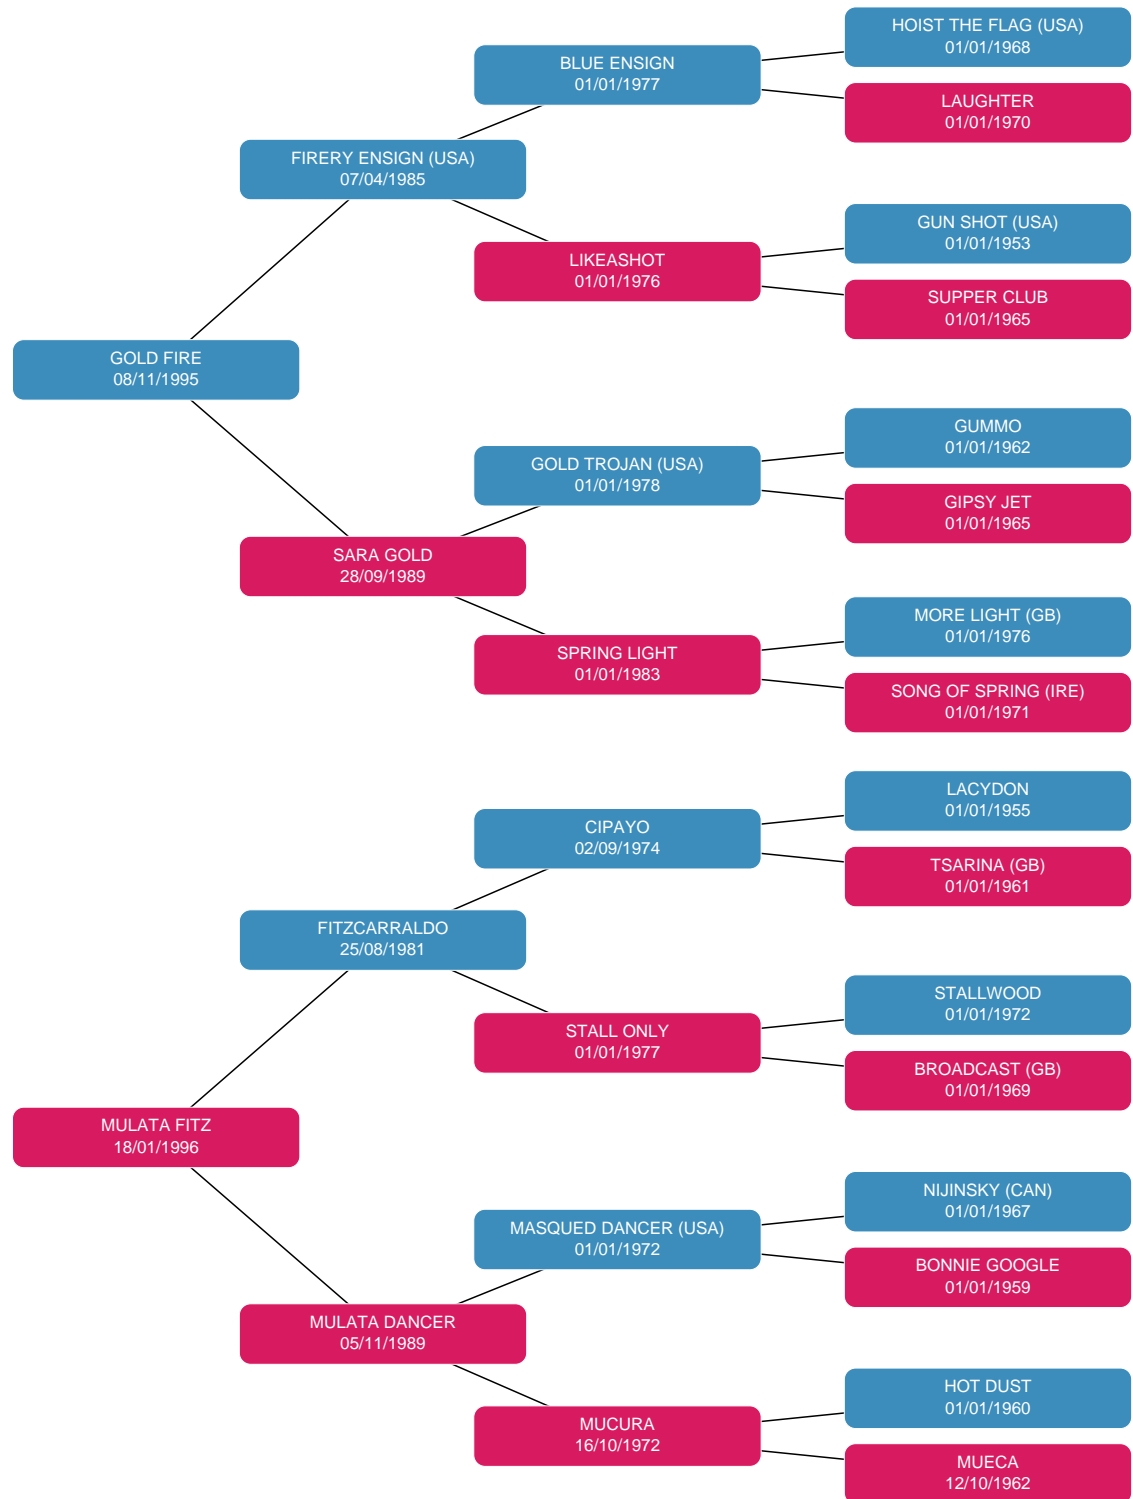 HOIST THE FLAG (USA)
01/01/1968
BLUE ENSIGN
01/01/1977
LAUGHTER
01/01/1970
FIRERY ENSIGN (USA)
07/04/1985
GUN SHOT (USA)
01/01/1953
LIKEASHOT
01/01/1976
SUPPER CLUB
01/01/1965
GOLD FIRE
08/11/1995
GUMMO
01/01/1962
GOLD TROJAN (USA)
01/01/1978
GIPSY JET
01/01/1965
SARA GOLD
28/09/1989
MORE LIGHT (GB)
01/01/1976
SPRING LIGHT
01/01/1983
SONG OF SPRING (IRE)
01/01/1971
LACYDON
01/01/1955
CIPAYO
02/09/1974
TSARINA (GB)
01/01/1961
FITZCARRALDO
25/08/1981
STALLWOOD
01/01/1972
STALL ONLY
01/01/1977
BROADCAST (GB)
01/01/1969
MULATA FITZ
18/01/1996
NIJINSKY (CAN)
01/01/1967
MASQUED DANCER (USA)
01/01/1972
BONNIE GOOGLE
01/01/1959
MULATA DANCER
05/11/1989
HOT DUST
01/01/1960
MUCURA
16/10/1972
MUECA
12/10/1962